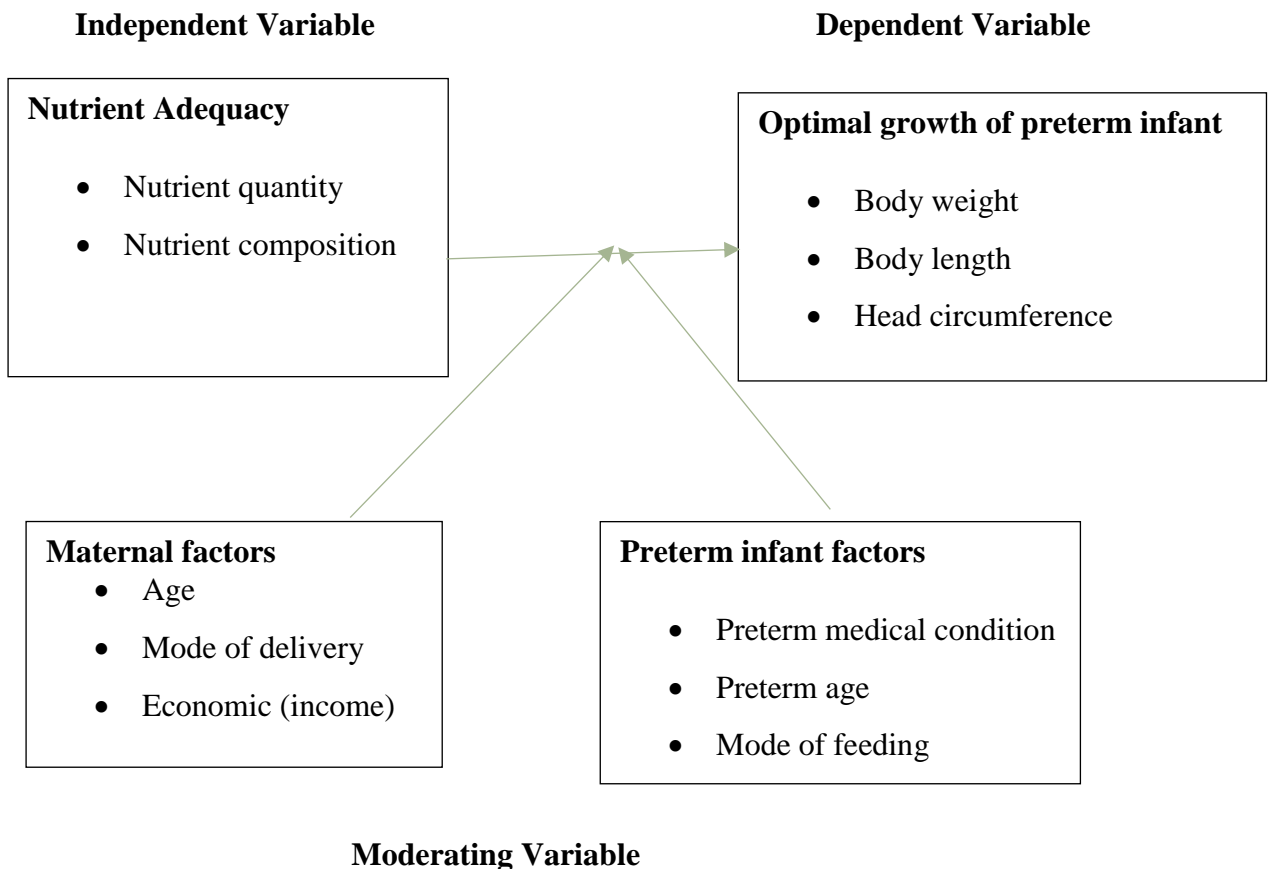 Independent Variable
Dependent Variable
Nutrient Adequacy
• Nutrient quantity
• Nutrient composition
Optimal growth of preterm infant
• Body weight
• Body length
• Head circumference
Maternal factors
• Age
• Mode of delivery
• Economic (income)
Preterm infant factors
• Preterm medical condition
• Preterm age
• Mode of feeding
Moderating Variable